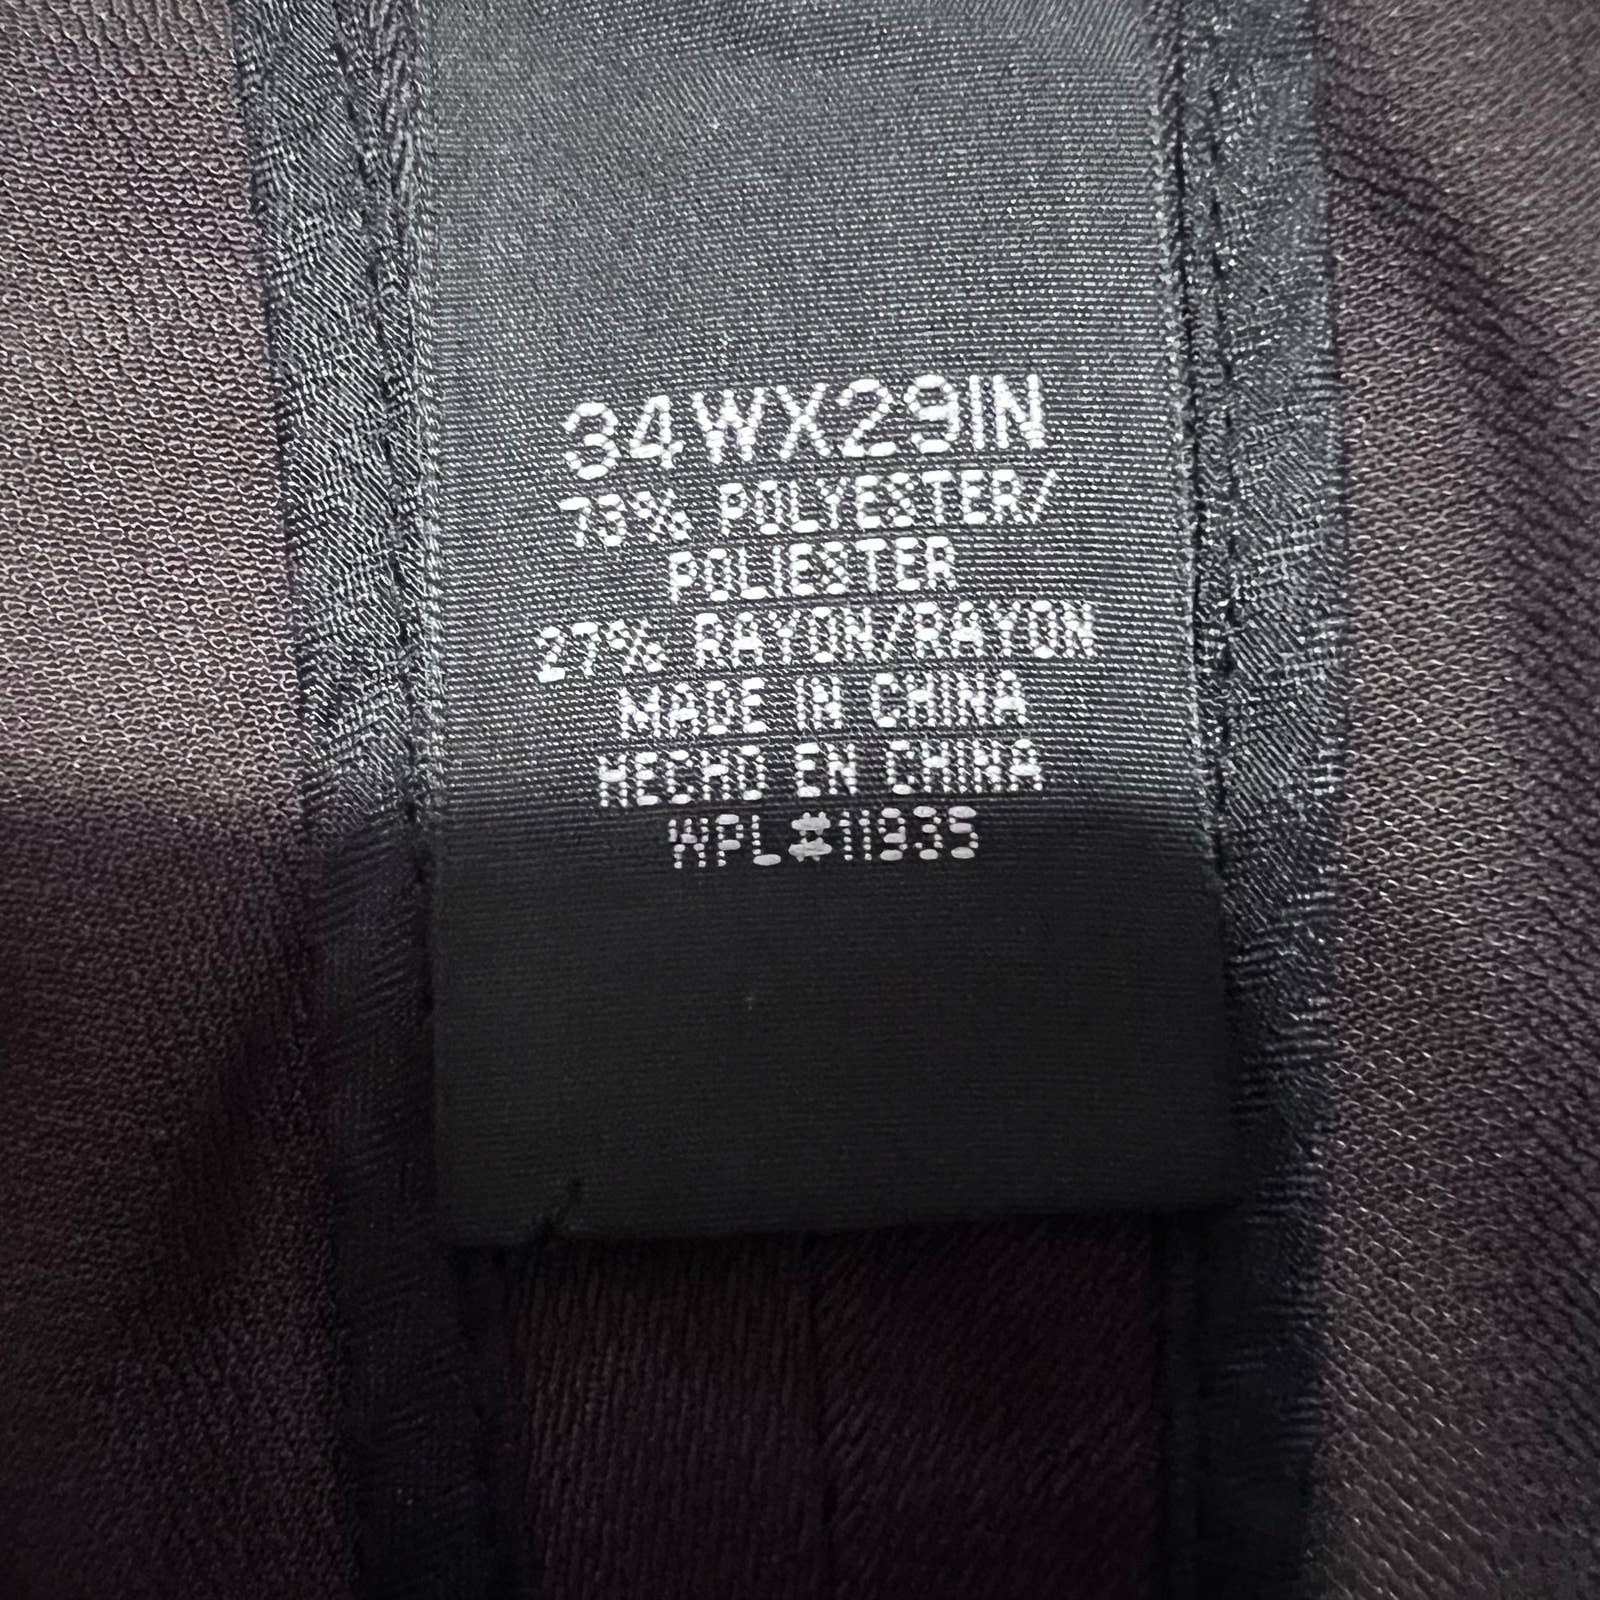 34WX29IN
73% POLYESTER/
POLIESTER
27% RAYON/RAYON
MADE IN CHINA
HECHO EN CHINA
WPL#11935